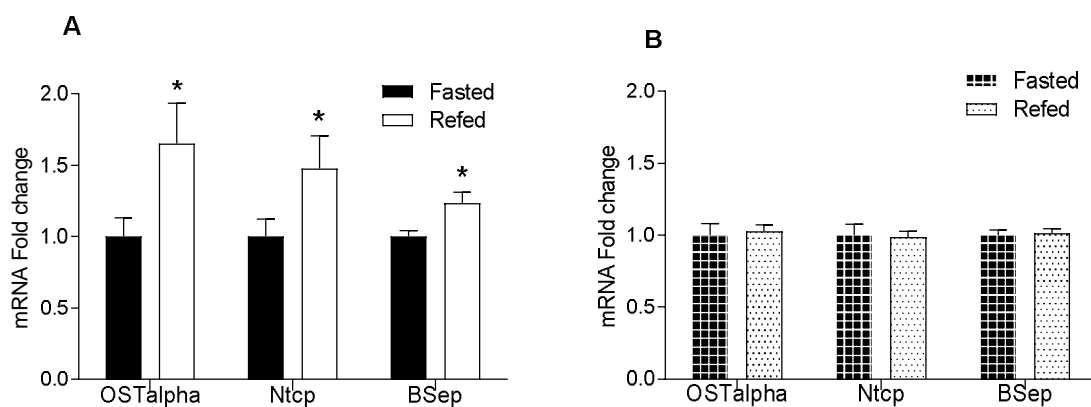 A
mRNA Fold change
2.0
1.5
1.0
0.5
0.0
* * *
Fasted
Refed
OSTalpha Ntcp BSep
B
mRNA Fold change
2.0
1.5
1.0
0.5
0.0
Fasted
Refed
OSTalpha Ntcp BSep